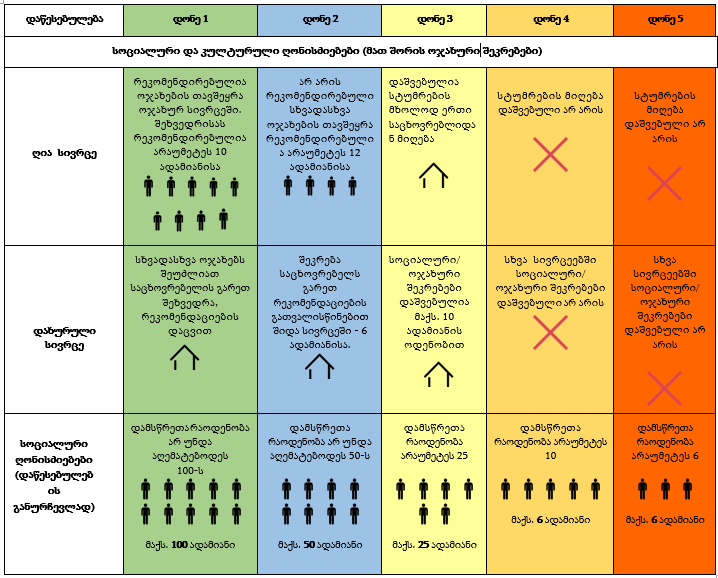 დაწესებულება
დონე 1
დონე 2
დონე 3
დონე 4
დონე 5
სოციალური და კულტურული ღონისძიებები (მათ შორის ოჯახური შეკრებები)
ღია სივრცე
რეკომენდირებულია
ოჯახების თავშეყრა
ოჯახურ სივრცეში.
შეხვედრისას
რეკომენდირებულია
არაუმეტეს 10
ადამიანისა
არ არის
რეკომენდირებული
სხვადასხვა
ოჯახების თავშეყრა
რეკომენდირებული
ა არაუმეტეს 12
ადამიანისა
დაშვებულია
სტუმრების
მხოლოდ ერთი
საცხოვრებლიდა
ნ მიღება
სტუმრების მიღება
დაშვებული არ არის
სტუმრების
მიღება
დაშვებული არ
არის
დახურული
სივრცე
სხვადასხვა ოჯახებს
შეუძლიათ
საცხოვრებლის გარეთ
შეხვედრა,
რეკომენდაციების
დაცვით
შეკრება
საცხოვრებელს
გარეთ
რეკომენდაციების
გათვალისწინებით
შიდა სივრცეში - 6
ადამიანისა.
სოციალური/
ოჯახური
შეკრებები
დაშვებულია
მაქს. 10
ადამიანის
ოდენობით
სხვა სივრცეებში
სოციალური/
ოჯახური შეკრებები
დაშვებული არ არის
სხვა
სივრცეებში
სოციალური/
ოჯახური
შეკრებები
დაშვებული არ
არის
სოციალური
ღონისძიებები
(დაწესებულებ
ის
განურჩევლად)
დამსწრეთა რაოდენობა
არ უნდა
აღემატებოდეს
100-ს
მაქს. 100 ადამიანი
დამსწრეთა
რაოდენობა არ უნდა
აღემატებოდეს 50-ს
მაქს. 50 ადამიანი
დამსწრეთა
რაოდენობა
არაუმეტეს 25
მაქს. 25 ადამიანი
დამსწრეთა
რაოდენობა არაუმეტეს
10
მაქს. 6 ადამიანი
დამსწრეთა
რაოდენობა
არაუმეტეს 6
მაქს. 6 ადამიანი